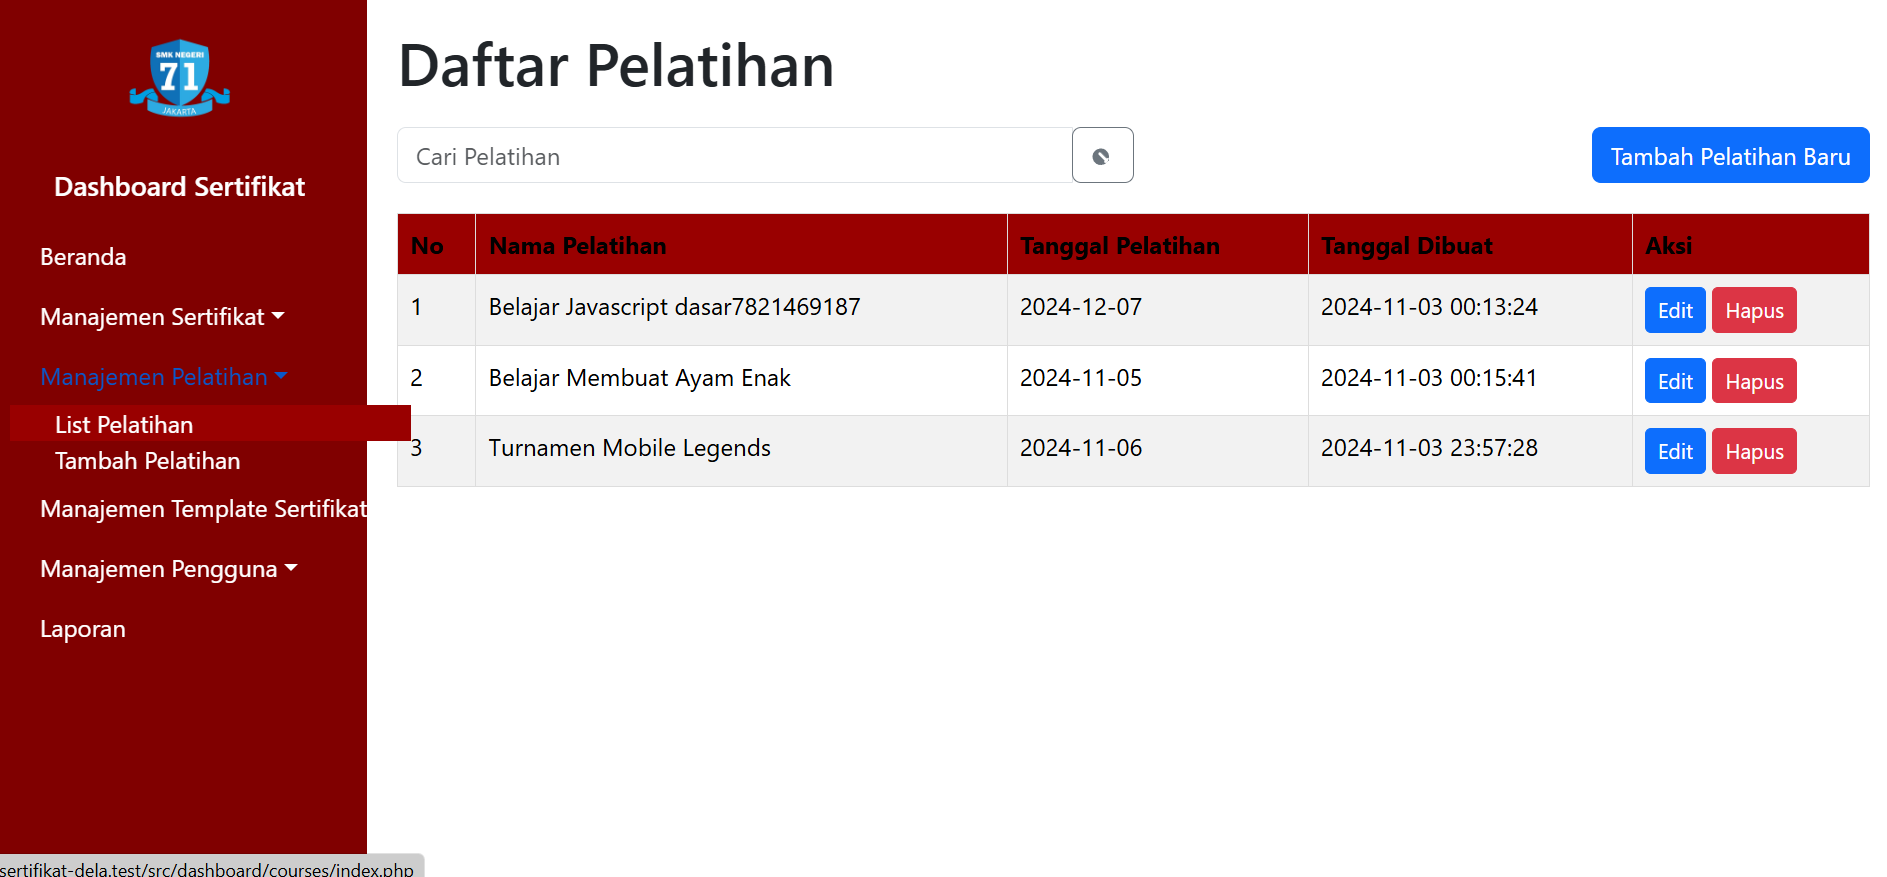 SMK NEGERI
71
JAKARTA
Dashboard Sertifikat
Beranda
Manajemen Sertifikat
Manajemen Pelatihan
List Pelatihan
Tambah Pelatihan
Manajemen Template Sertifikat
Manajemen Pengguna
Laporan
Daftar Pelatihan
Cari Pelatihan
Tambah Pelatihan Baru
No Nama Pelatihan Tanggal Pelatihan Tanggal Dibuat Aksi
1 Belajar Javascript dasar7821469187 2024-12-07 2024-11-03 00:13:24 Edit Hapus
2 Belajar Membuat Ayam Enak 2024-11-05 2024-11-03 00:15:41 Edit Hapus
3 Turnamen Mobile Legends 2024-11-06 2024-11-03 23:57:28 Edit Hapus
sertifikat-dela.test/src/dashboard/courses/index.php